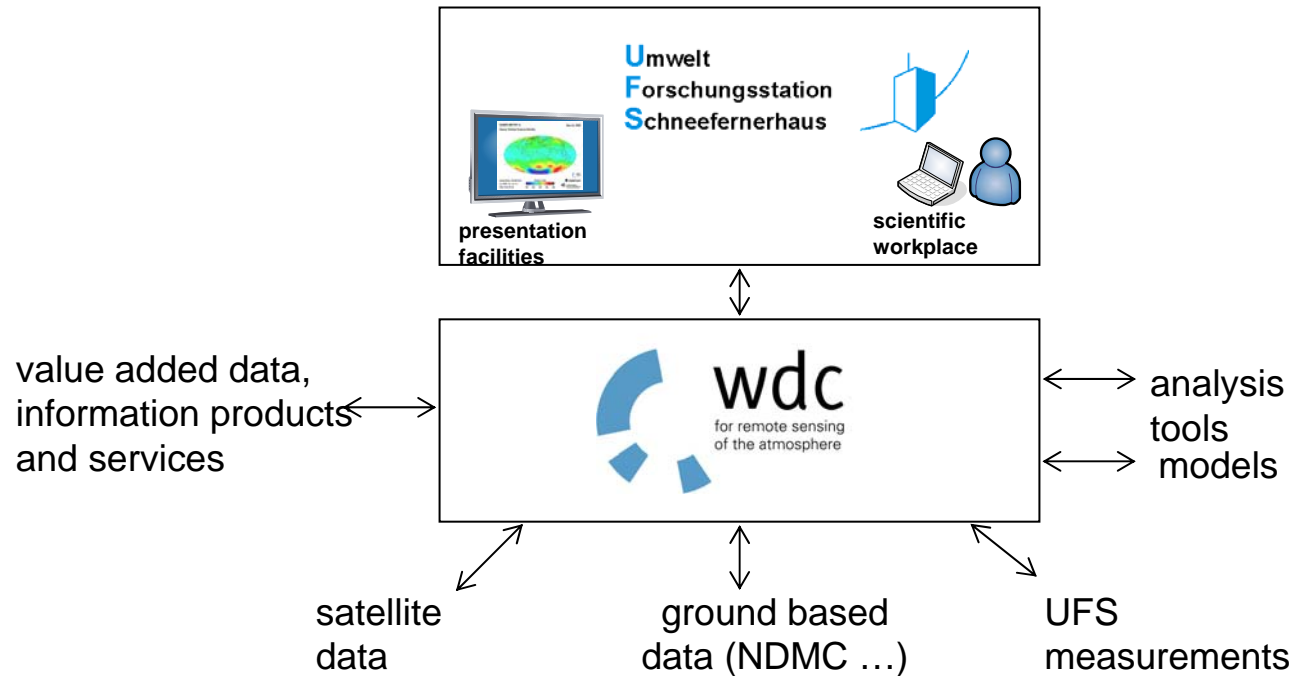 Umwelt
Forschungsstation
Schneefernerhaus
presentation
facilities
scientific
workplace
value added data,
information products
and services
wdc
for remote sensing
of the atmosphere
analysis
tools
models
satellite
data
ground based
data (NDMC …)
UFS
measurements